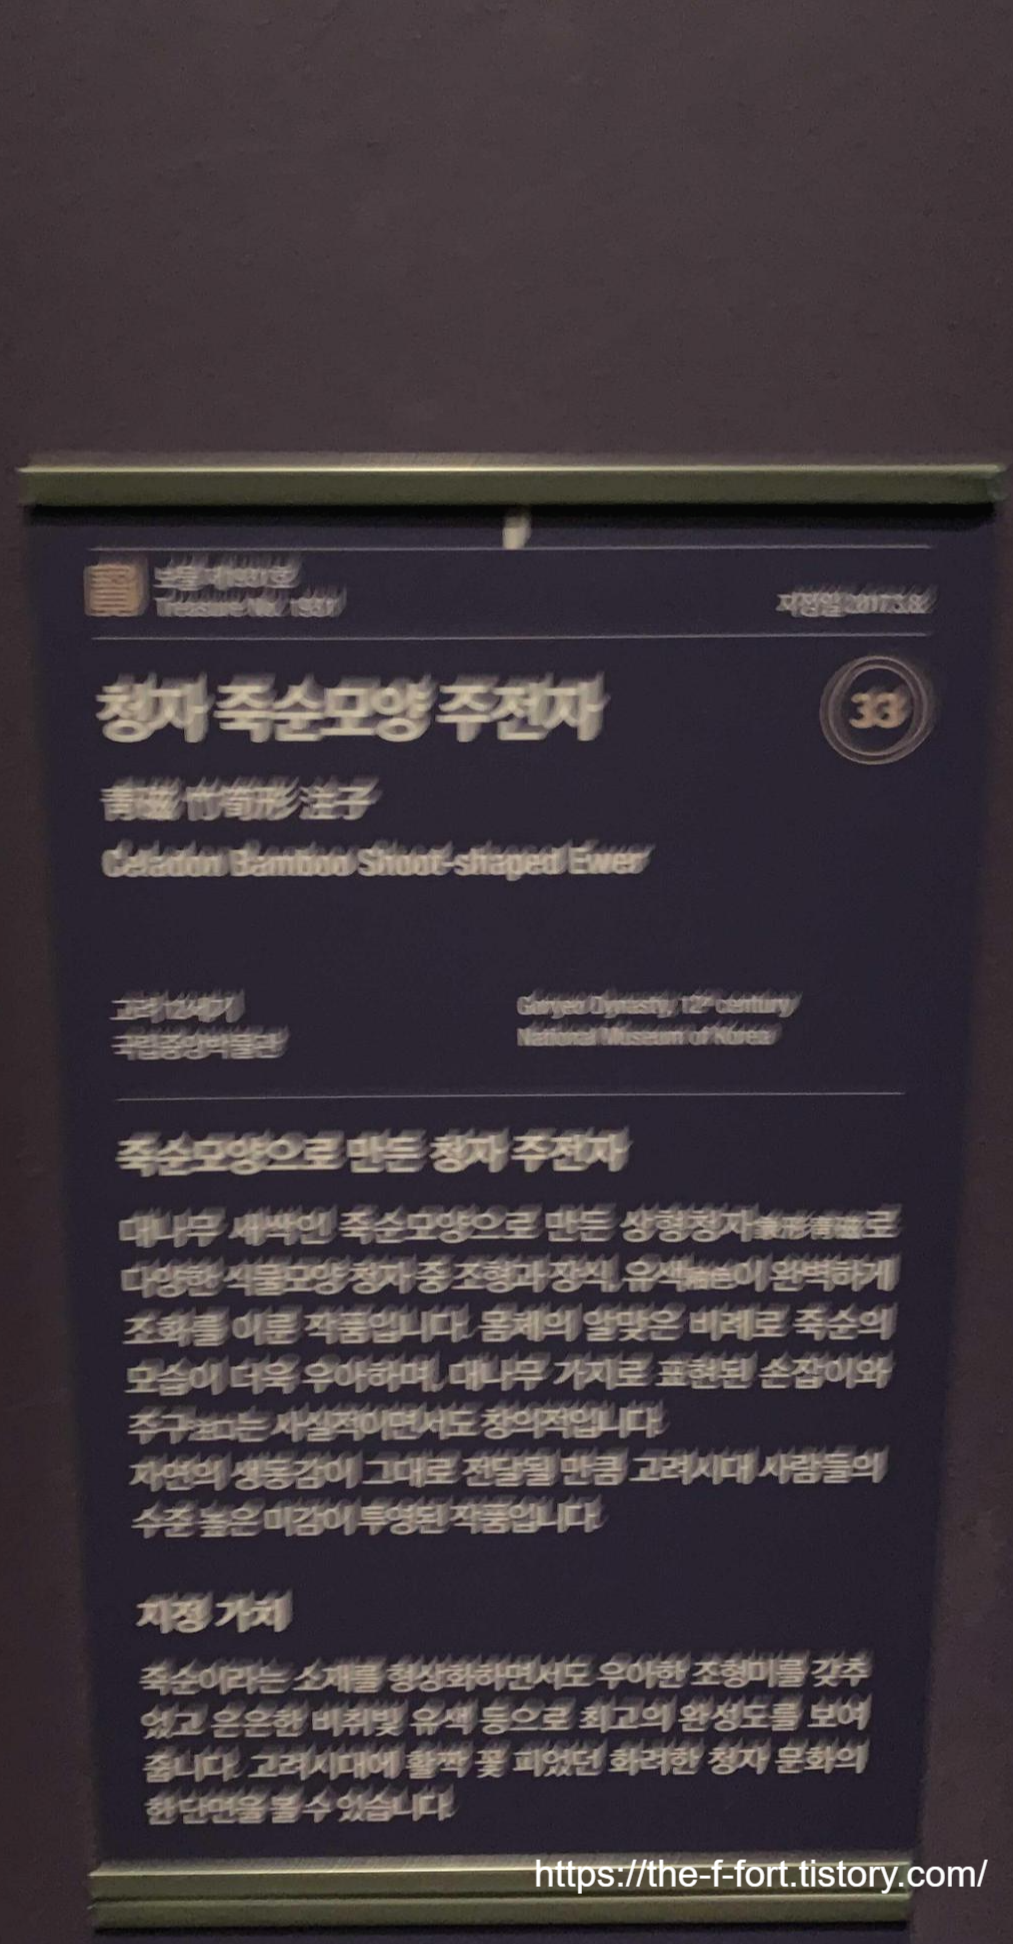 보물 제1931호
Treasure No. 1931
지정일 2017.3.8.
청자 죽순모양 주전자
33
靑磁 竹筍形 注子
Celadon Bamboo Shoot-shaped Ewer
고려 12세기
국립중앙박물관
Goryeo Dynasty, 12th century
National Museum of Korea
죽순모양으로 만든 청자 주전자
대나무 새싹인 죽순모양으로 만든 상형청자象形靑磁로
다양한 식물모양 청자 중 조형과 장식, 유색釉色이 완벽하게
조화를 이룬 작품입니다. 몸체의 알맞은 비례로 죽순의
모습이 더욱 우아하며, 대나무 가지로 표현된 손잡이와
주구注口는 사실적이면서도 창의적입니다.
자연의 생동감이 그대로 전달될 만큼 고려시대 사람들의
수준 높은 미감이 투영된 작품입니다.
지정 가치
죽순이라는 소재를 형상화하면서도 우아한 조형미를 갖추
었고 은은한 비취빛 유색 등으로 최고의 완성도를 보여
줍니다. 고려시대에 활짝 꽃 피었던 화려한 청자 문화의
한 단면을 볼 수 있습니다.
https://the-f-fort.tistory.com/